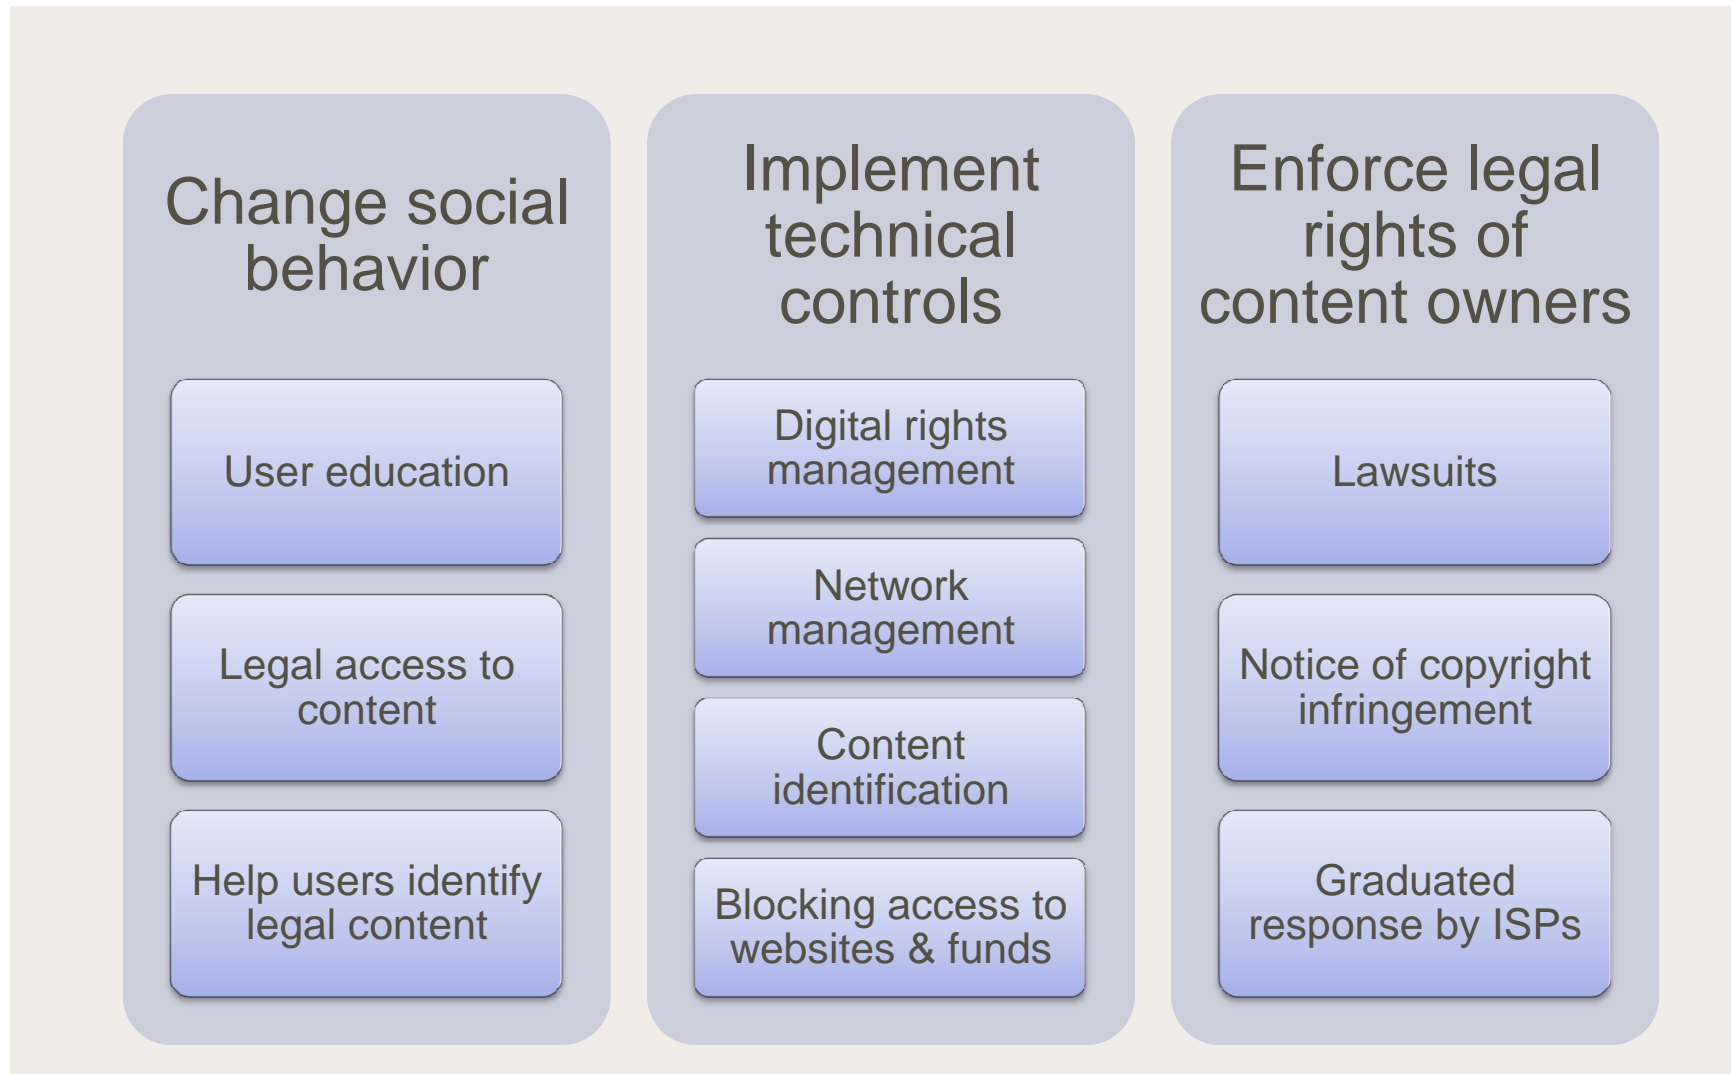 Change social
behavior
User education
Legal access to
content
Help users identify
legal content
Implement
technical
controls
Digital rights
management
Network
management
Content
identification
Blocking access to
websites & funds
Enforce legal
rights of
content owners
Lawsuits
Notice of copyright
infringement
Graduated
response by ISPs